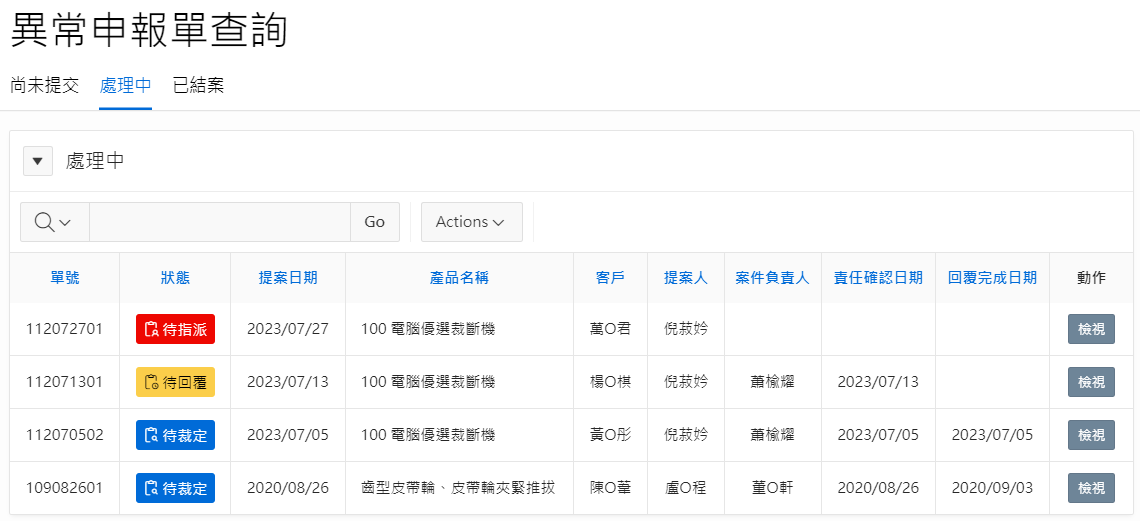 異常申報單查詢
尚未提交 處理中 已結案
處理中
Go Actions
單號 狀態 提案日期 產品名稱 客戶 提案人 案件負責人 責任確認日期 回覆完成日期 動作
112072701 待指派 2023/07/27 100 電腦優選裁斷機 萬O君 倪菽妗 檢視
112071301 待回覆 2023/07/13 100 電腦優選裁斷機 楊O棋 倪菽妗 蕭榆耀 2023/07/13 檢視
112070502 待裁定 2023/07/05 100 電腦優選裁斷機 黃O彤 倪菽妗 蕭榆耀 2023/07/05 2023/07/05 檢視
109082601 待裁定 2020/08/26 齒型皮帶輪、皮帶輪夾緊推拔 陳O葦 盧O程 董O軒 2020/08/26 2020/09/03 檢視